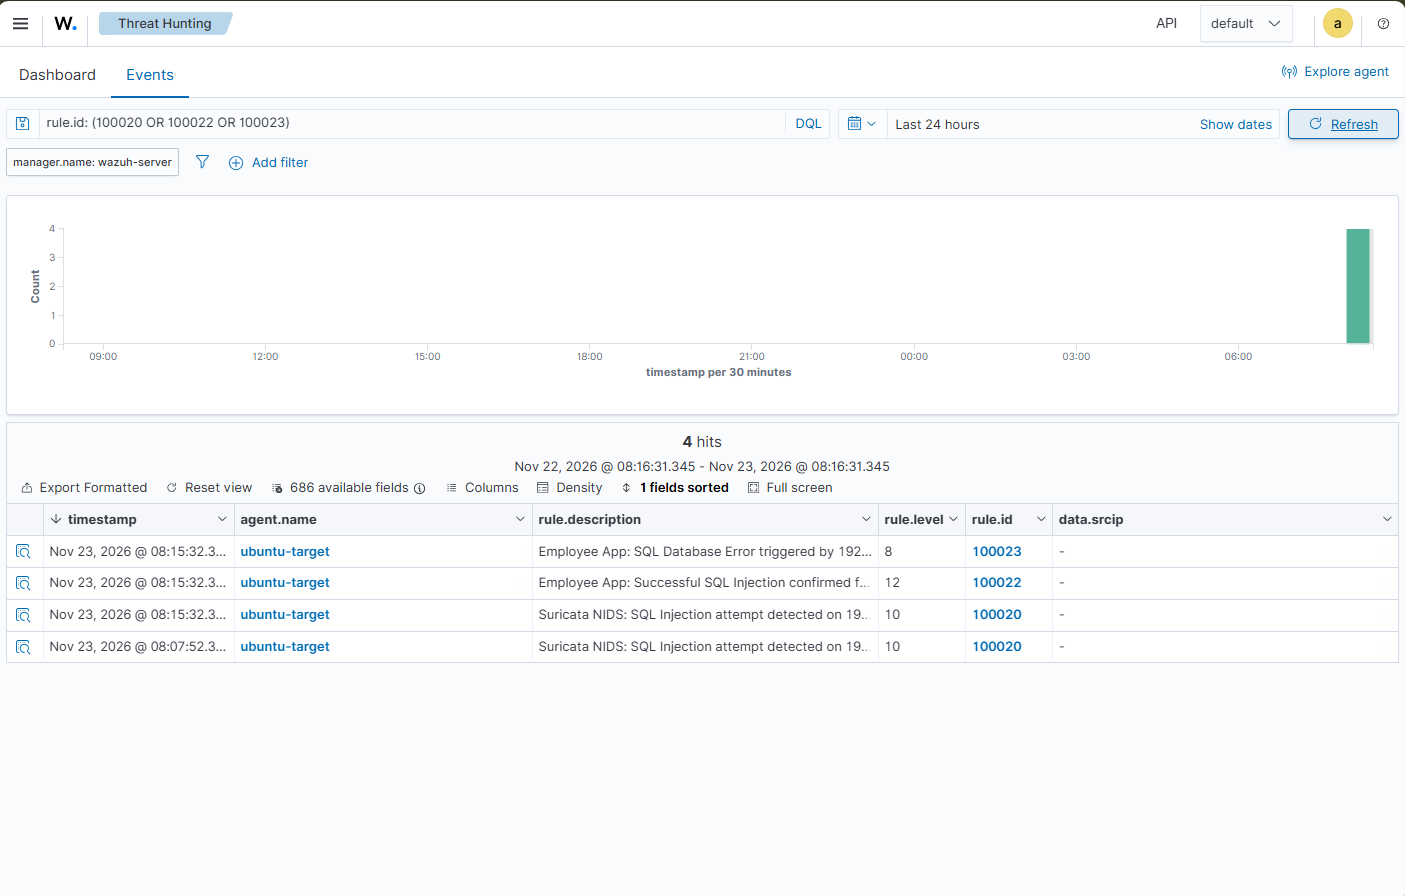 W. Threat Hunting API default a
Dashboard Events Explore agent
rule.id: (100020 OR 100022 OR 100023) DQL Last 24 hours Show dates Refresh
manager.name: wazuh-server Add filter
4
3
2
1
0
Count
09:00 12:00 15:00 18:00 21:00 00:00 03:00 06:00
timestamp per 30 minutes
4 hits
Nov 22, 2026 @ 08:16:31.345 - Nov 23, 2026 @ 08:16:31.345
Export Formatted Reset view 686 available fields Columns Density 1 fields sorted Full screen
timestamp agent.name rule.description rule.level rule.id data.srcip
Nov 23, 2026 @ 08:15:32.3... ubuntu-target Employee App: SQL Database Error triggered by 192... 8 100023 -
Nov 23, 2026 @ 08:15:32.3... ubuntu-target Employee App: Successful SQL Injection confirmed f... 12 100022 -
Nov 23, 2026 @ 08:15:32.3... ubuntu-target Suricata NIDS: SQL Injection attempt detected on 19... 10 100020 -
Nov 23, 2026 @ 08:07:52.3... ubuntu-target Suricata NIDS: SQL Injection attempt detected on 19... 10 100020 -